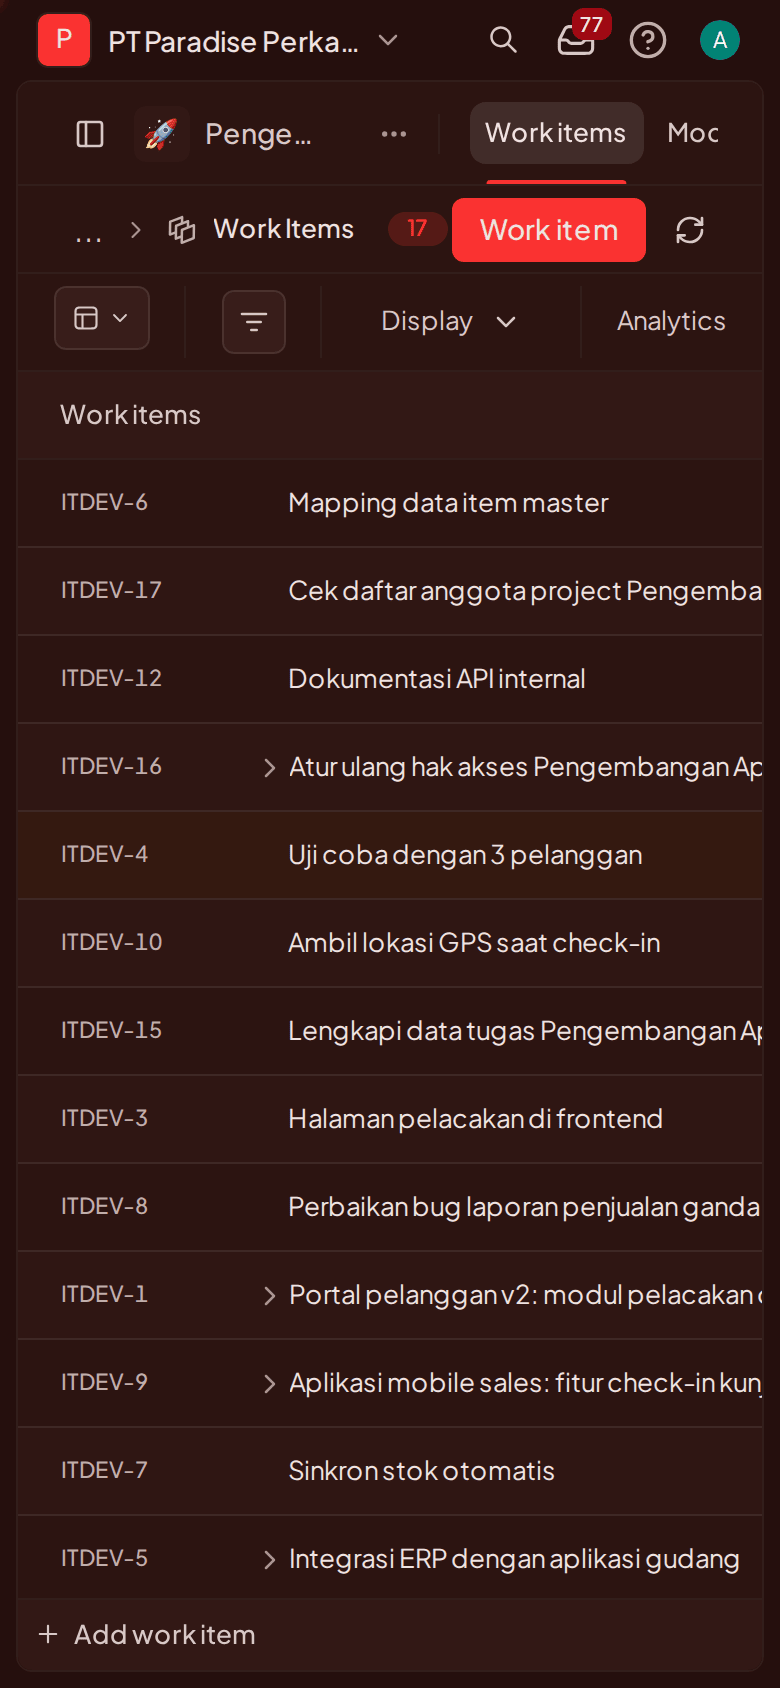 P PT Paradise Perka... 77 A
Penge... Work items Moc
... Work Items 17 Work item
Display Analytics
Work items
ITDEV-6 Mapping data item master
ITDEV-17 Cek daftar anggota project Pengemba
ITDEV-12 Dokumentasi API internal
ITDEV-16 Atur ulang hak akses Pengembangan Ap
ITDEV-4 Uji coba dengan 3 pelanggan
ITDEV-10 Ambil lokasi GPS saat check-in
ITDEV-15 Lengkapi data tugas Pengembangan Ap
ITDEV-3 Halaman pelacakan di frontend
ITDEV-8 Perbaikan bug laporan penjualan ganda
ITDEV-1 Portal pelanggan v2: modul pelacakan
ITDEV-9 Aplikasi mobile sales: fitur check-in kunj
ITDEV-7 Sinkron stok otomatis
ITDEV-5 Integrasi ERP dengan aplikasi gudang
+ Add work item